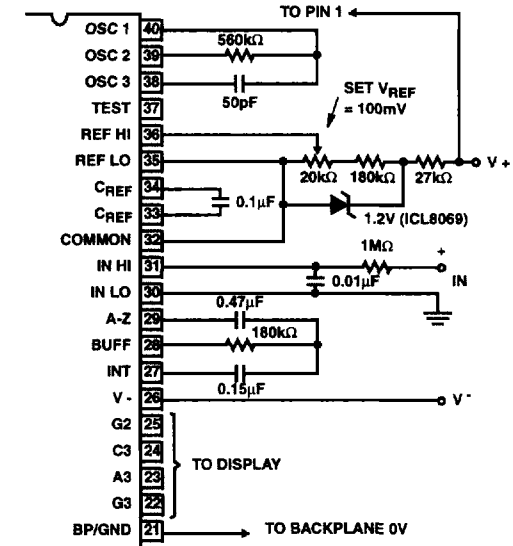 TO PIN 1
OSC 1 40
560kΩ
OSC 2 39
OSC 3 38
50pF
SET VREF
= 100mV
TEST 37
REF HI 36
REF LO 35
V +
20kΩ 180kΩ 27kΩ
CREF 34
0.1µF
1.2V (ICL8069)
CREF 33
COMMON 32
1MΩ
+
IN HI 31
0.01µF
IN
IN LO 30
0.47µF
A-Z 29
180kΩ
BUFF 28
INT 27
0.15µF
V - 26
V -
G2 25
C3 24
TO DISPLAY
A3 23
G3 22
BP/GND 21
TO BACKPLANE 0V